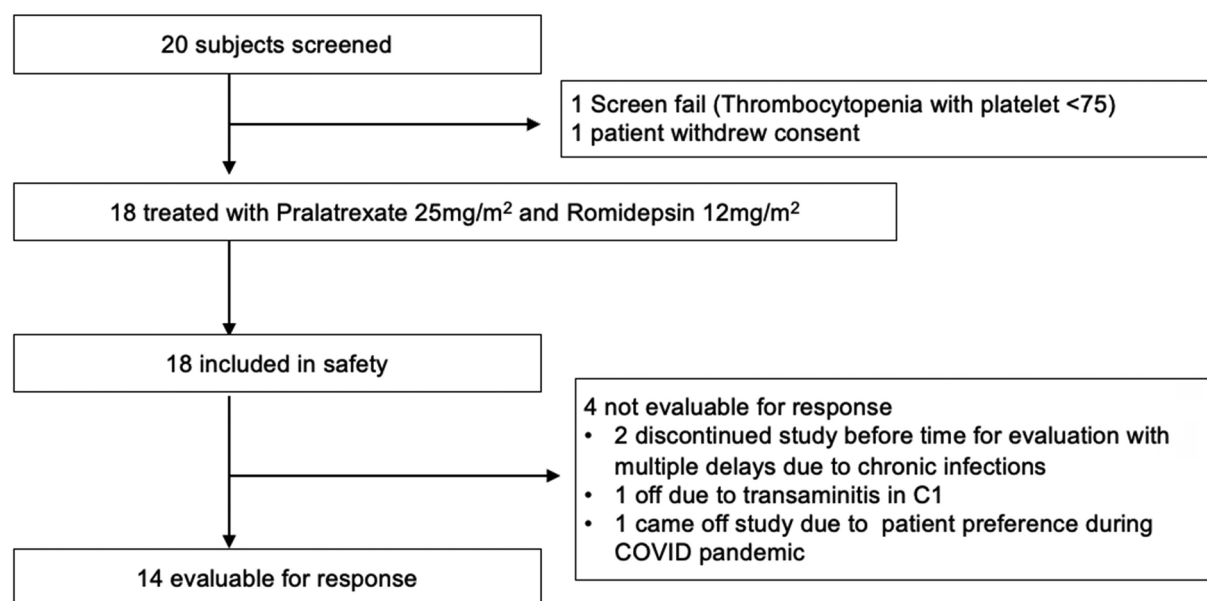 20 subjects screened
1 Screen fail (Thrombocytopenia with platelet <75)
1 patient withdrew consent
18 treated with Pralatrexate 25mg/m² and Romidepsin 12mg/m²
18 included in safety
4 not evaluable for response
• 2 discontinued study before time for evaluation with
multiple delays due to chronic infections
• 1 off due to transaminitis in C1
• 1 came off study due to patient preference during
COVID pandemic
14 evaluable for response